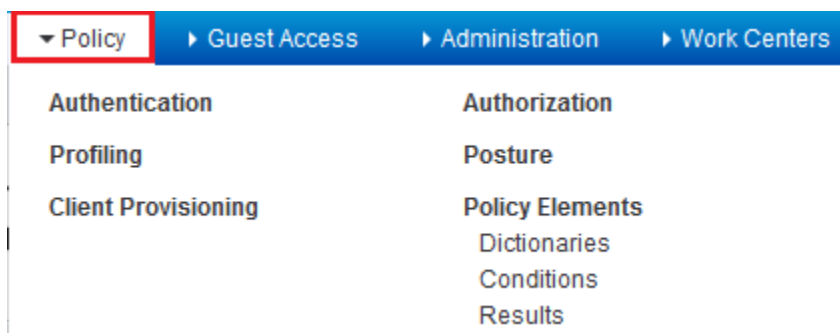 Policy Guest Access Administration Work Centers
Authentication Authorization
Profiling Posture
Client Provisioning Policy Elements
Dictionaries
Conditions
Results